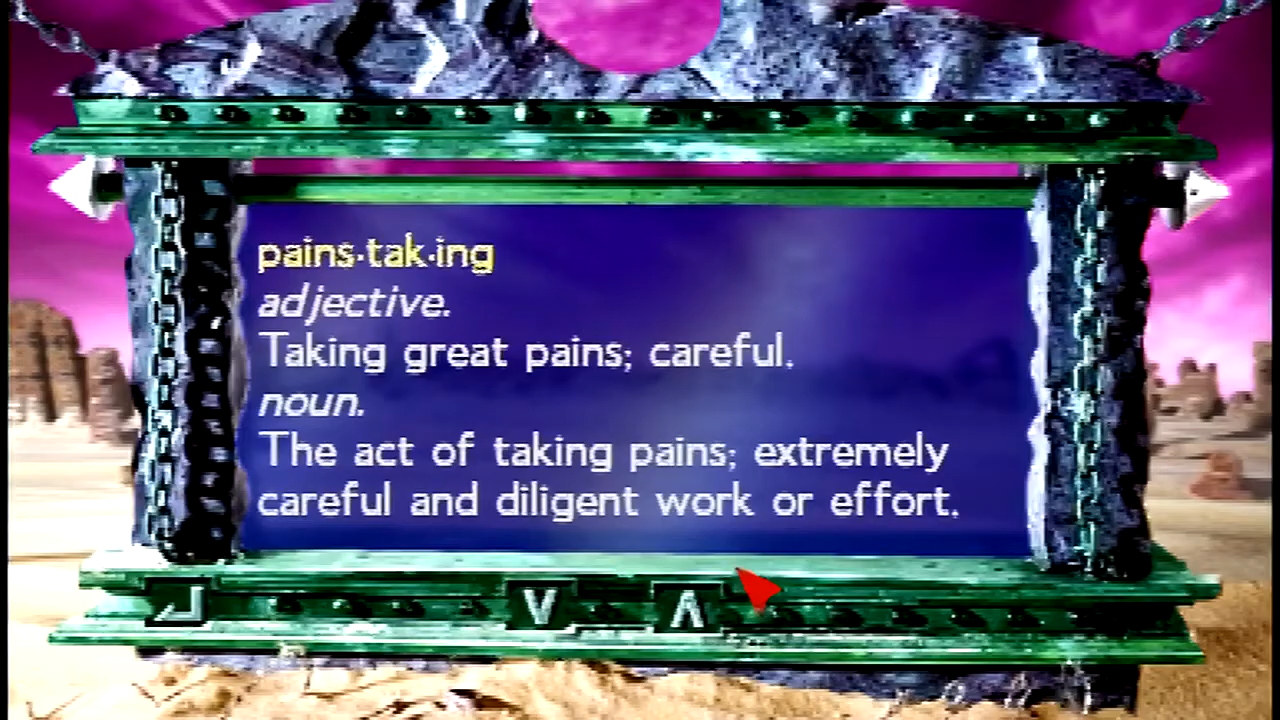 pains·tak·ing
adjective.
Taking great pains; careful.
noun.
The act of taking pains; extremely
careful and diligent work or effort.